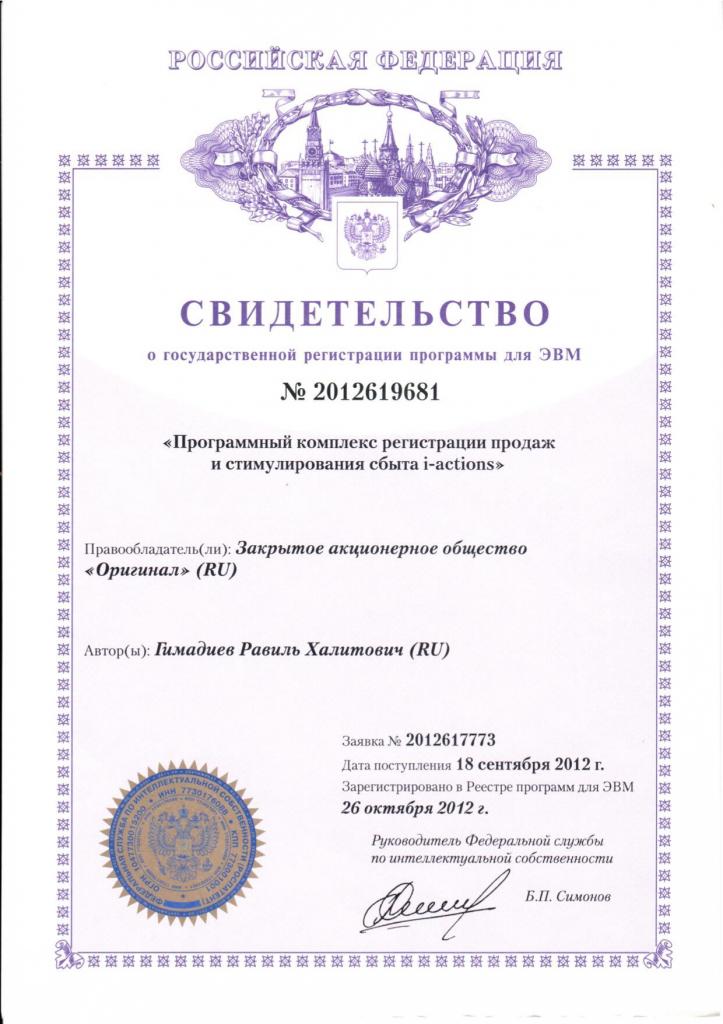 РОССИЙСКАЯ ФЕДЕРАЦИЯ
СВИДЕТЕЛЬСТВО
о государственной регистрации программы для ЭВМ
№ 2012619681
«Программный комплекс регистрации продаж
и стимулирования сбыта i-actions»
Правообладатель(ли): Закрытое акционерное общество
«Оригинал» (RU)
Автор(ы): Гимадиев Равиль Халитович (RU)
Заявка № 2012617773
Дата поступления 18 сентября 2012 г.
Зарегистрировано в Реестре программ для ЭВМ
26 октября 2012 г.
Руководитель Федеральной службы
по интеллектуальной собственности
Б.П. Симонов
ФЕДЕРАЛЬНАЯ СЛУЖБА ПО ИНТЕЛЛЕКТУАЛЬНОЙ СОБСТВЕННОСТИ (РОСПАТЕНТ)
ОГРН 1047730015200 ИНН 7730176088 КПП 773001001